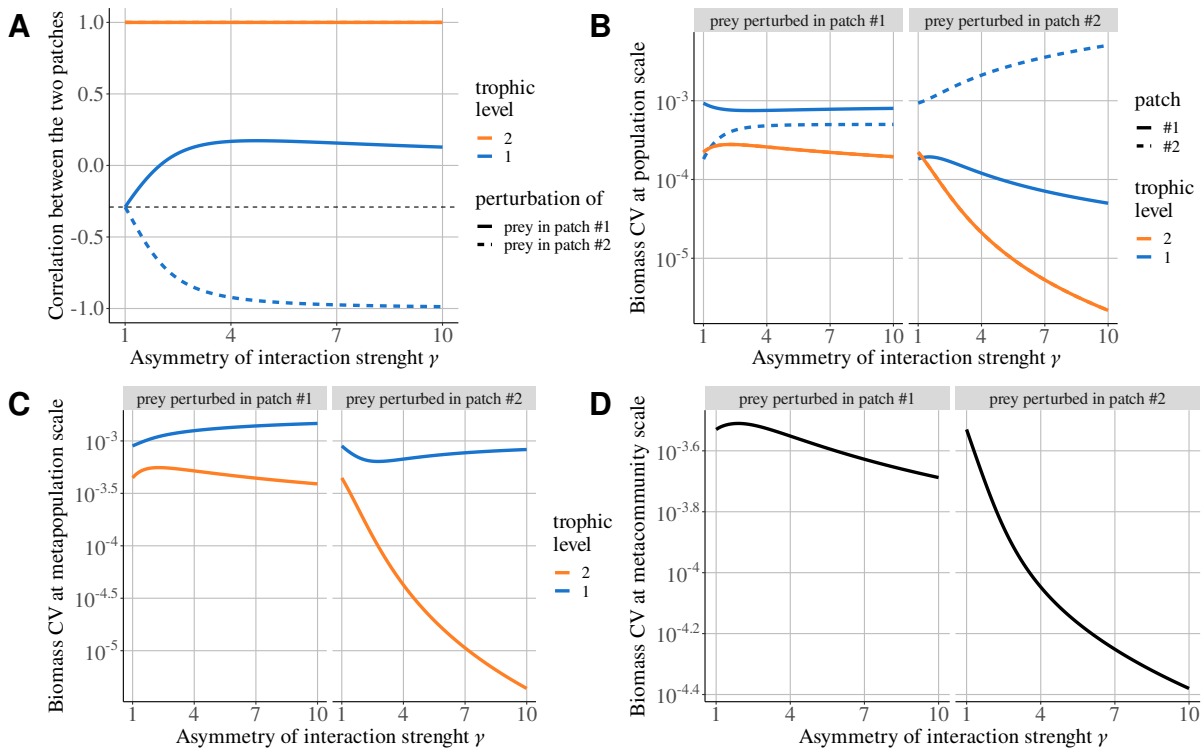 A
Correlation between the two patches
1.0
0.5
0.0
-0.5
-1.0
1
4
7
10
Asymmetry of interaction strenght γ
trophic
level
2
1
perturbation of
prey in patch #1
prey in patch #2
B
prey perturbed in patch #1
prey perturbed in patch #2
Biomass CV at population scale
10-3
10-4
10-5
1
4
7
10
1
4
7
10
Asymmetry of interaction strenght γ
patch
#1
#2
trophic
level
2
1
C
prey perturbed in patch #1
prey perturbed in patch #2
Biomass CV at metapopulation scale
10-3
10-3.5
10-4
10-4.5
10-5
1
4
7
10
1
4
7
10
Asymmetry of interaction strenght γ
trophic
level
2
1
D
prey perturbed in patch #1
prey perturbed in patch #2
Biomass CV at metacommunity scale
10-3.6
10-3.8
10-4
10-4.2
10-4.4
1
4
7
10
1
4
7
10
Asymmetry of interaction strenght γ